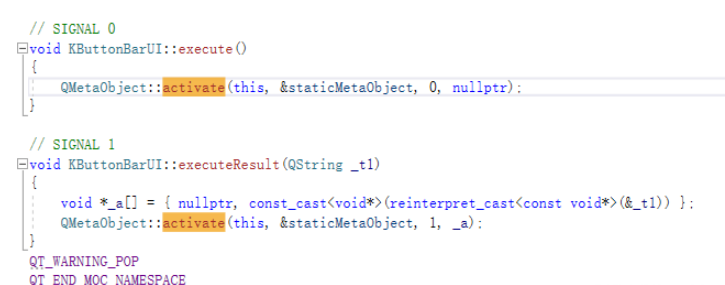 // SIGNAL 0
void KButtonBarUI::execute()
{
QMetaObject::activate(this, &staticMetaObject, 0, nullptr);
}
// SIGNAL 1
void KButtonBarUI::executeResult(QString _t1)
{
void *_a[] = { nullptr, const_cast<void*>(reinterpret_cast<const void*>(&_t1)) };
QMetaObject::activate(this, &staticMetaObject, 1, _a);
}
QT_WARNING_POP
QT_END_MOC_NAMESPACE